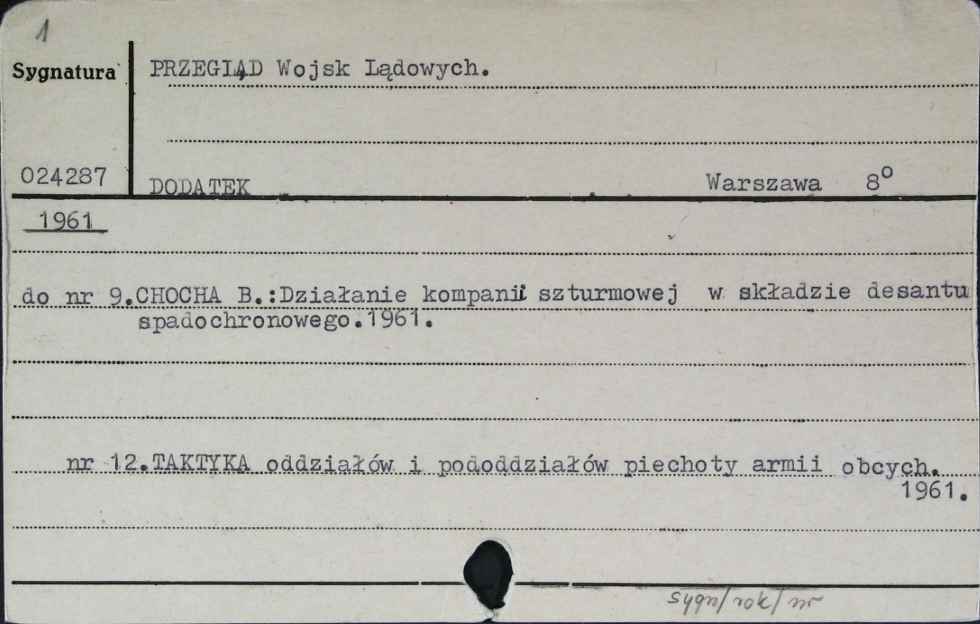 1
Sygnatura PRZEGLĄD Wojsk Lądowych.
024287 DODATEK Warszawa 8°
1961
do nr 9.CHOCHA B.:Działanie kompanii szturmowej w składzie desantu
spadochronowego.1961.
nr 12.TAKTYKA oddziałów i pododdziałów piechoty armii obcych.
1961.
sygn/rok/nr